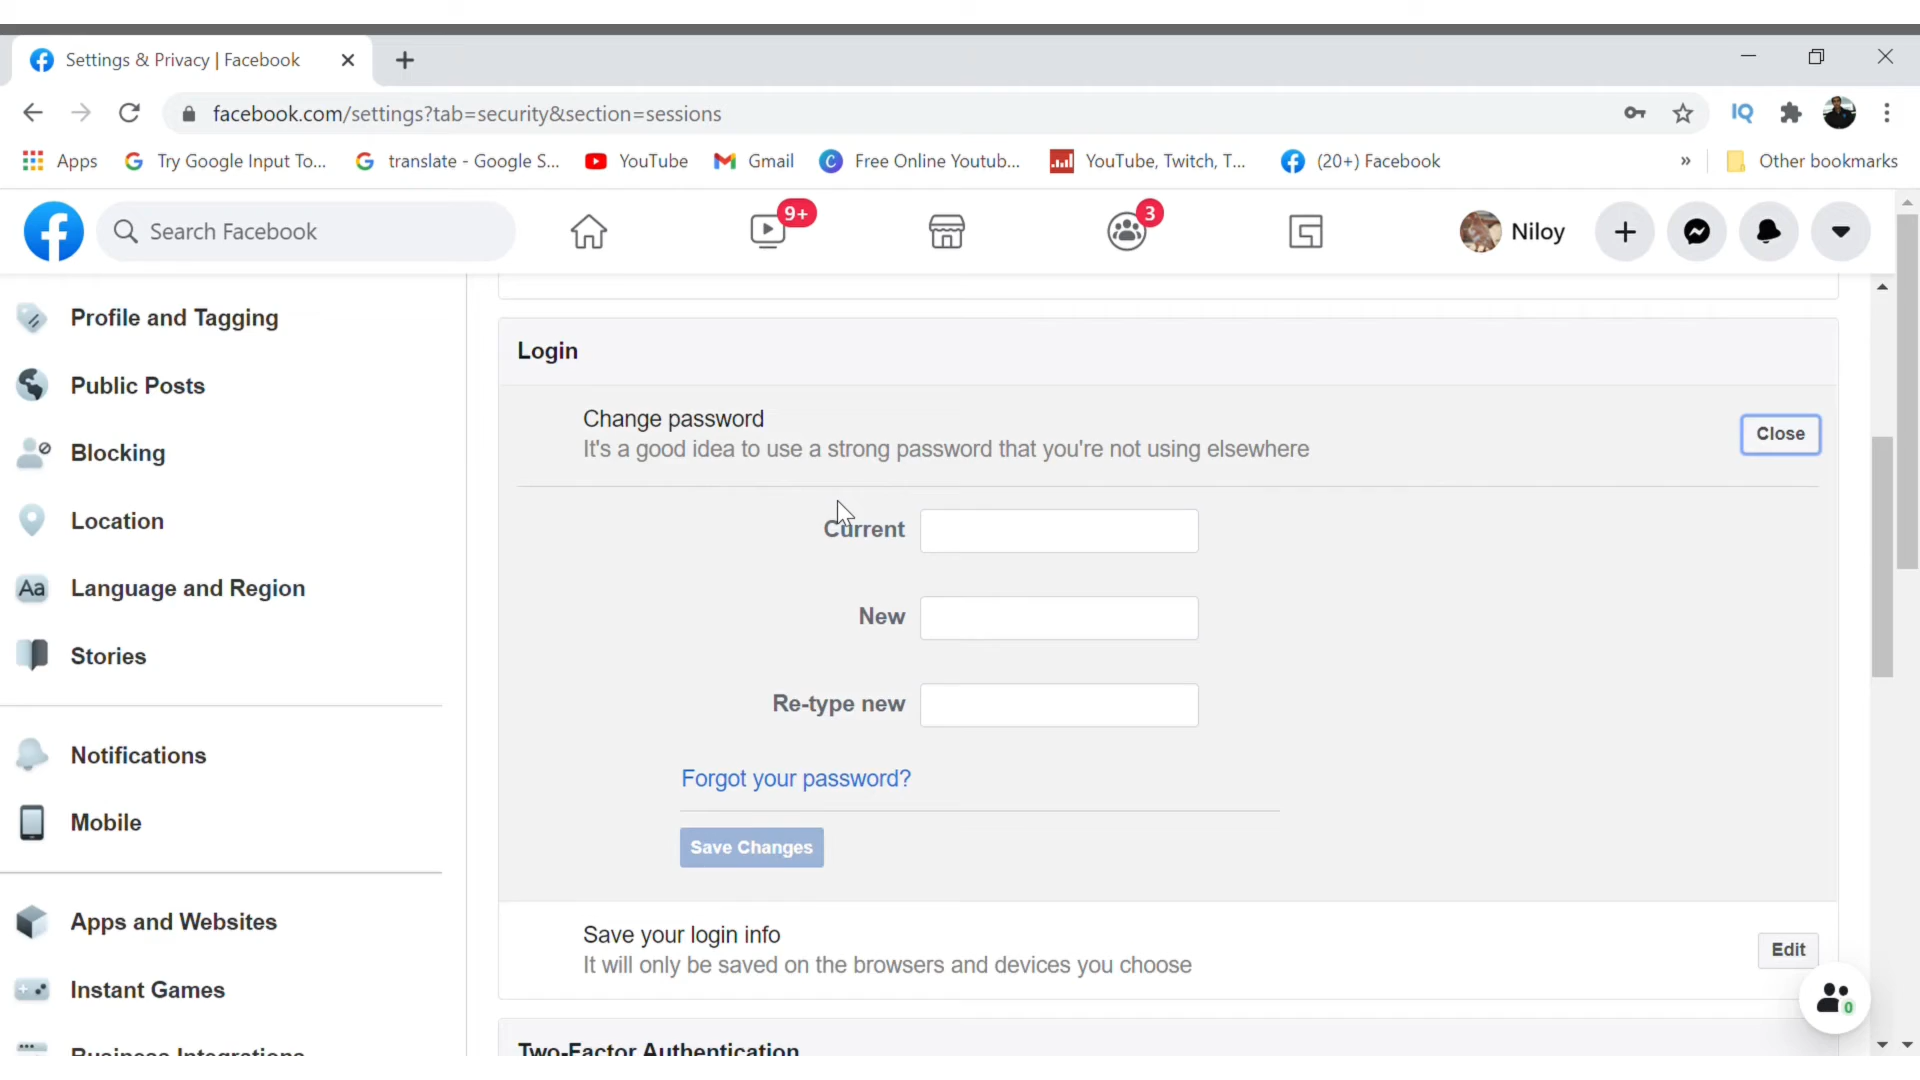 Settings & Privacy | Facebook
facebook.com/settings?tab=security&section=sessions
IQ
Apps
Try Google Input To...
translate - Google S...
YouTube
Gmail
Free Online Youtub...
YouTube, Twitch, T...
(20+) Facebook
»
Other bookmarks
Search Facebook
9+
3
Niloy
Profile and Tagging
Public Posts
Blocking
Location
Aa
Language and Region
Stories
Notifications
Mobile
Apps and Websites
Instant Games
Business Integrations
Login
Change password
It's a good idea to use a strong password that you're not using elsewhere
Close
Current
New
Re-type new
Forgot your password?
Save Changes
Save your login info
It will only be saved on the browsers and devices you choose
Edit
0
Two-Factor Authentication